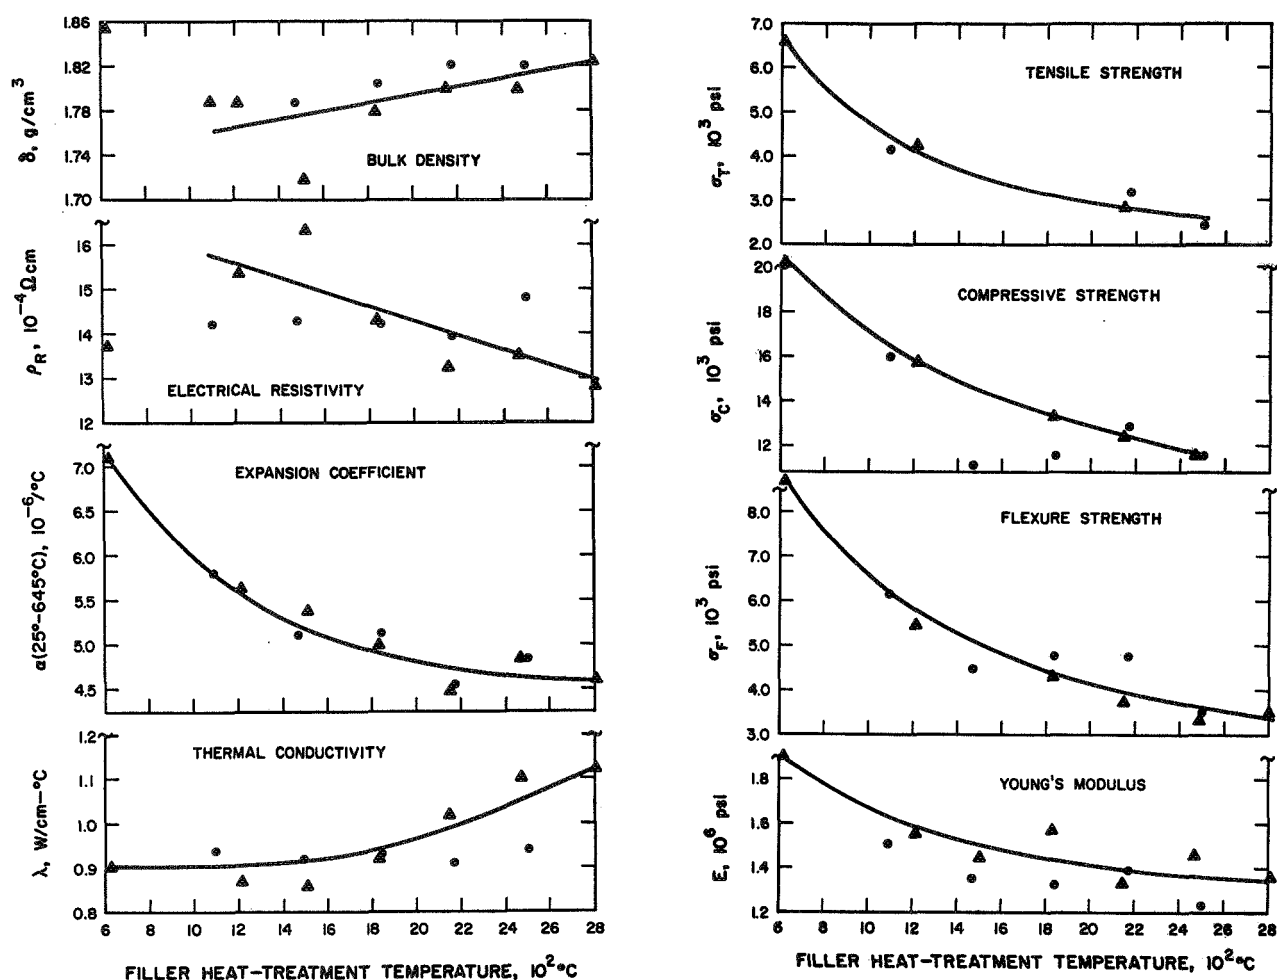 1.86
1.82
1.78
1.74
1.70
δ, g/cm³
BULK DENSITY
16
15
14
13
12
ρR, 10⁻⁴ Ωcm
ELECTRICAL RESISTIVITY
7.0
6.5
6.0
5.5
5.0
4.5
α(25°–645°C), 10⁻⁶/°C
EXPANSION COEFFICIENT
1.2
1.1
1.0
0.9
0.8
λ, W/cm–°C
THERMAL CONDUCTIVITY
6 8 10 12 14 16 18 20 22 24 26 28
FILLER HEAT–TREATMENT TEMPERATURE, 10² °C
7.0
6.0
5.0
4.0
3.0
2.0
σT, 10³ psi
TENSILE STRENGTH
20
18
16
14
12
σC, 10³ psi
COMPRESSIVE STRENGTH
8.0
7.0
6.0
5.0
4.0
3.0
σF, 10³ psi
FLEXURE STRENGTH
1.8
1.6
1.4
1.2
E, 10⁶ psi
YOUNG'S MODULUS
6 8 10 12 14 16 18 20 22 24 26 28
FILLER HEAT–TREATMENT TEMPERATURE, 10² °C